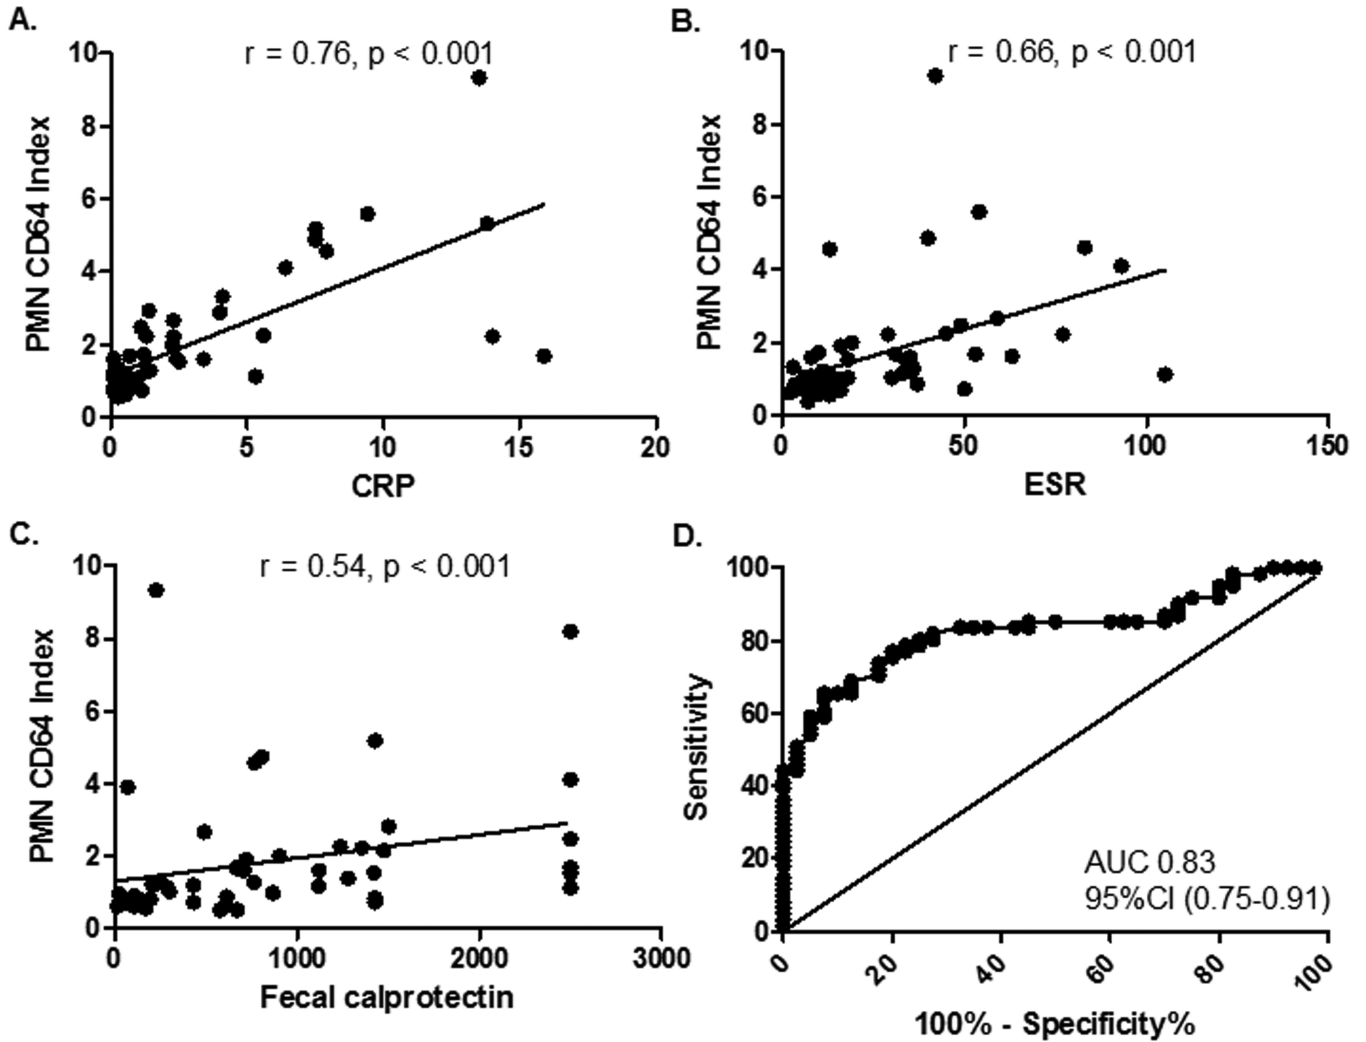 A.
r = 0.76, p < 0.001
PMN CD64 Index
10
8
6
4
2
0
0 5 10 15 20
CRP
B.
r = 0.66, p < 0.001
PMN CD64 Index
10
8
6
4
2
0
0 50 100 150
ESR
C.
r = 0.54, p < 0.001
PMN CD64 Index
10
8
6
4
2
0
0 1000 2000 3000
Fecal calprotectin
D.
Sensitivity
100
80
60
40
20
0
AUC 0.83
95%CI (0.75-0.91)
0 20 40 60 80 100
100% - Specificity%